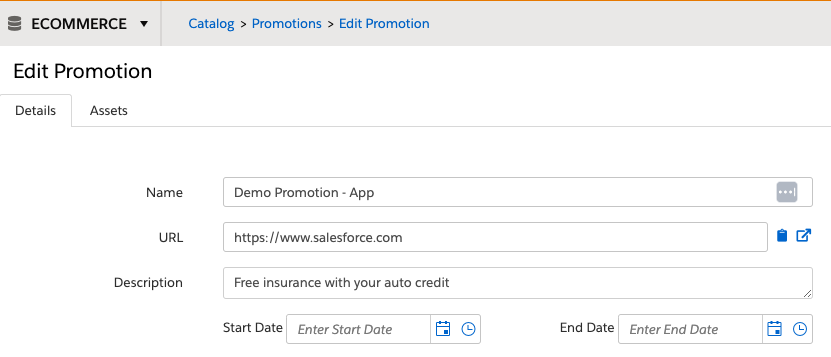 ECOMMERCE Catalog > Promotions > Edit Promotion
Edit Promotion
Details Assets
Name Demo Promotion - App
URL https://www.salesforce.com
Description Free insurance with your auto credit
Start Date Enter Start Date End Date Enter End Date